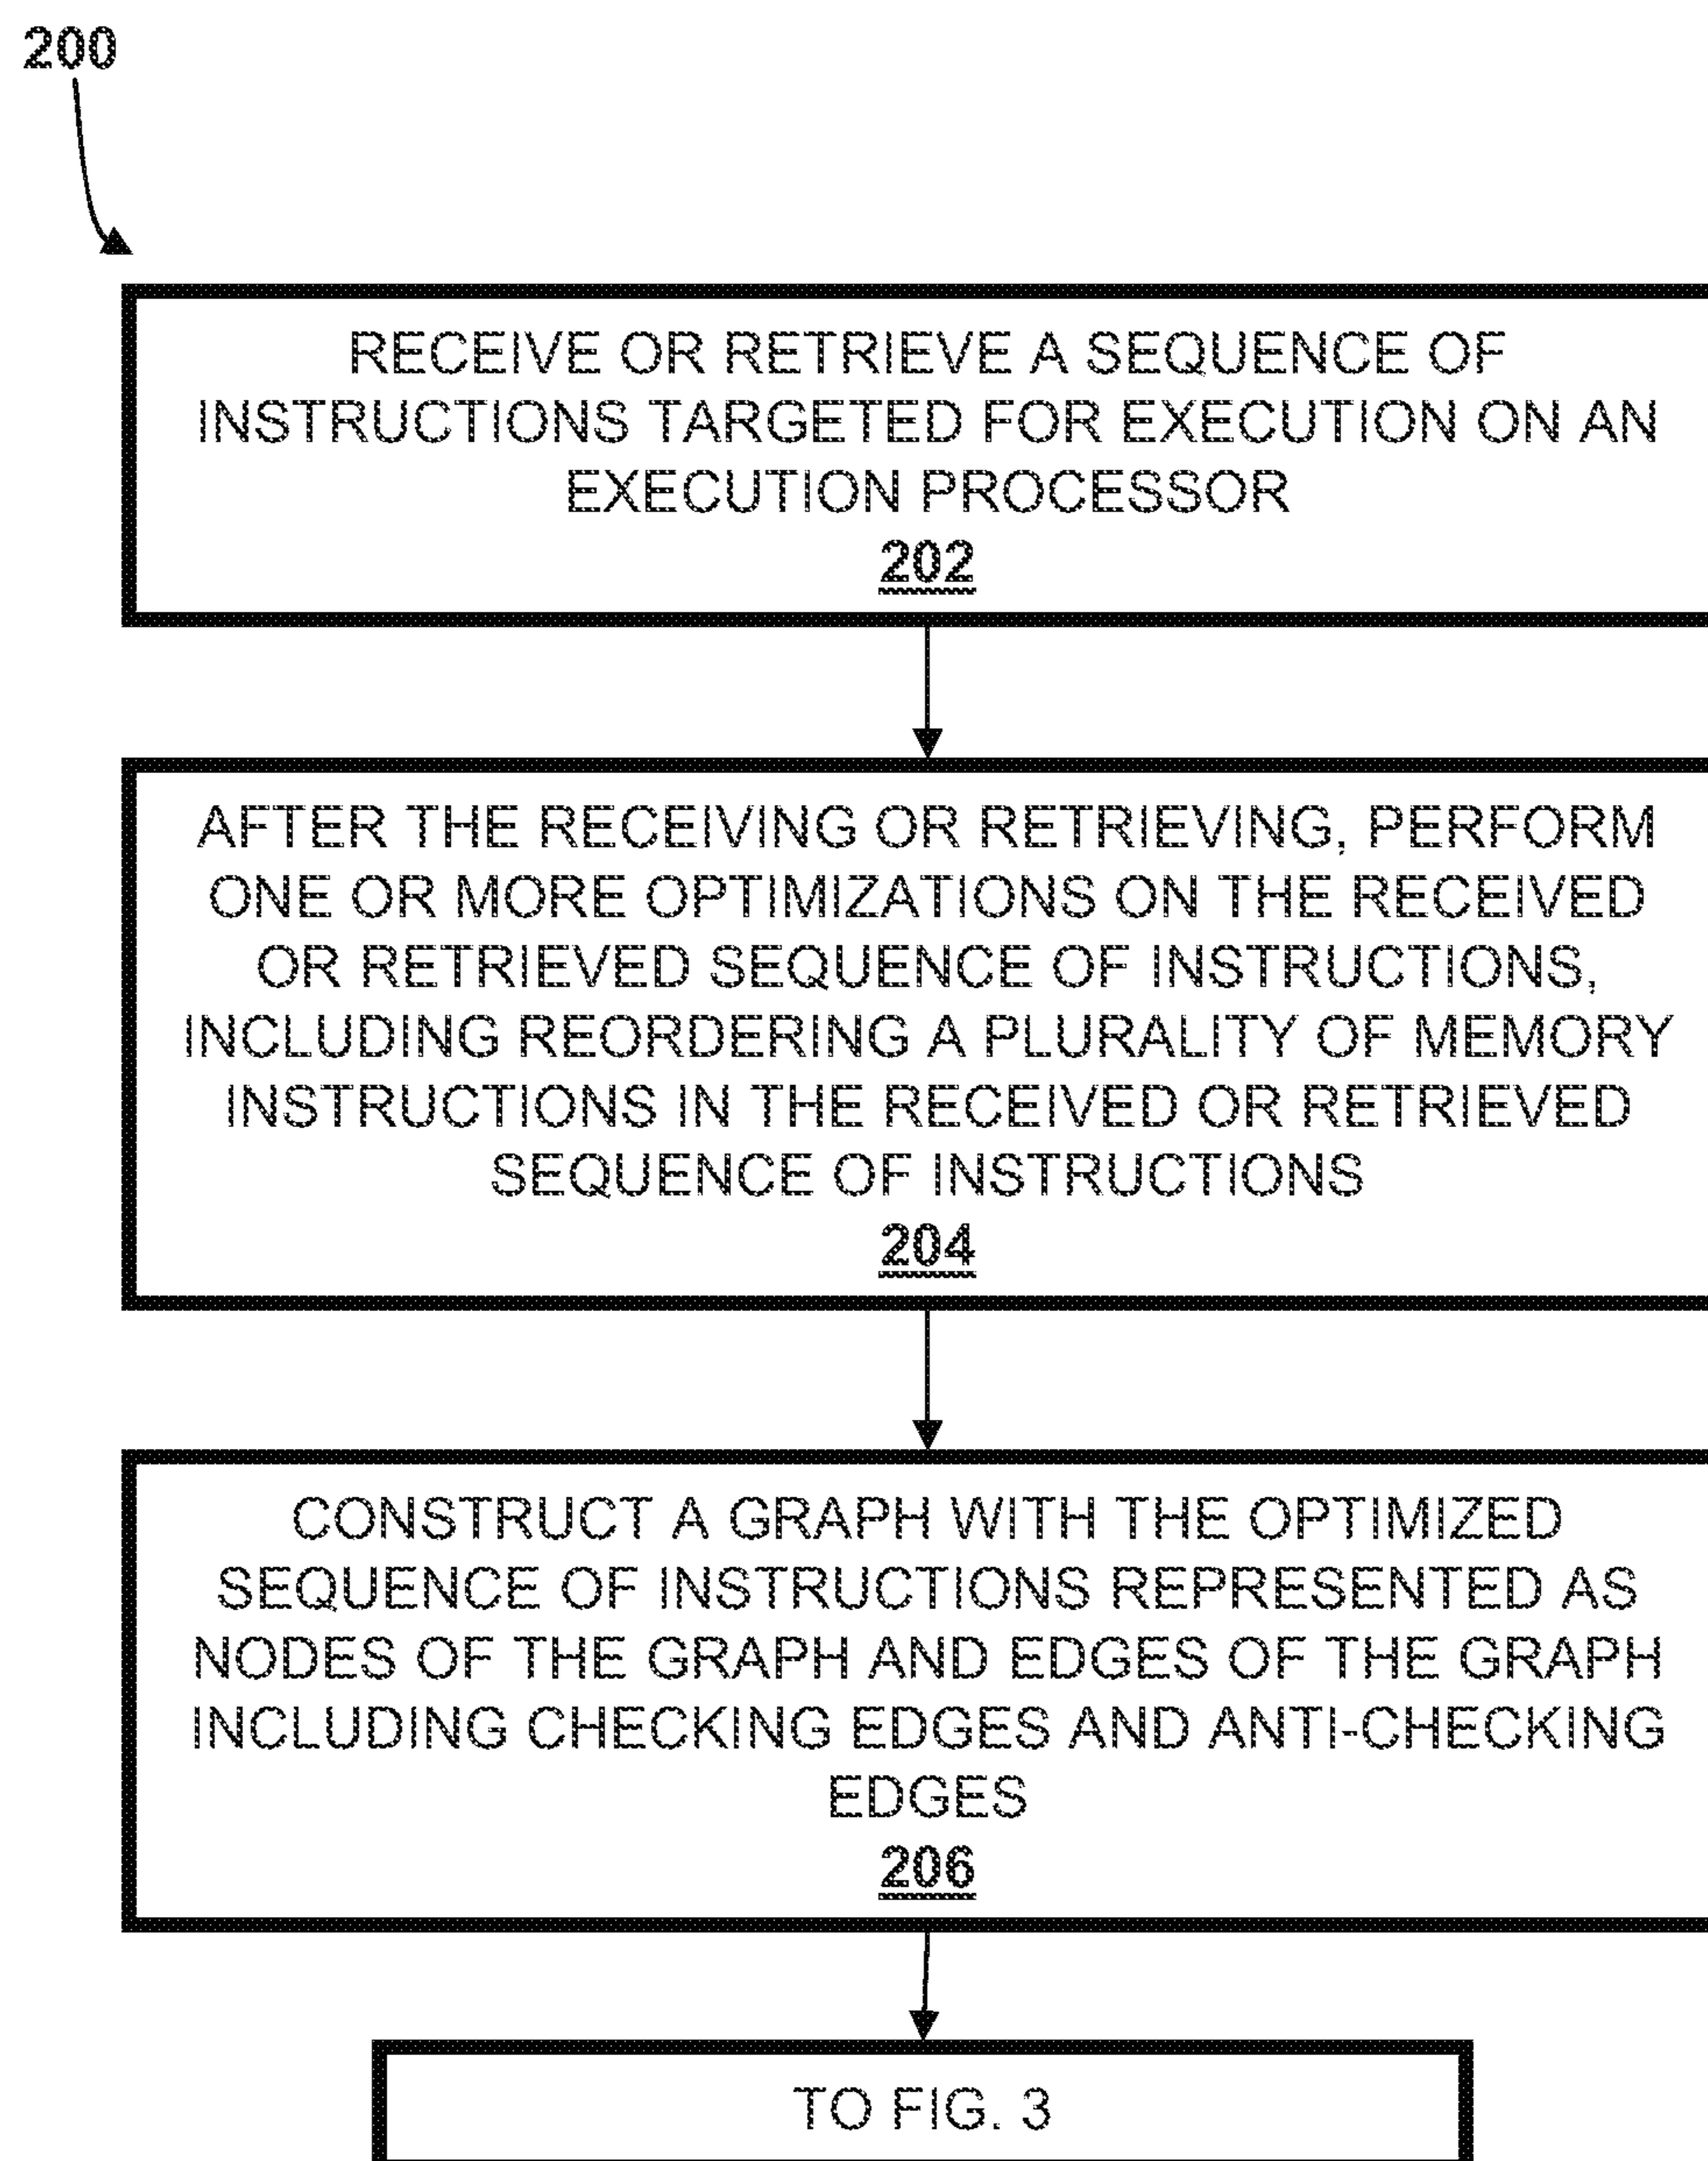 200
RECEIVE OR RETRIEVE A SEQUENCE OF
INSTRUCTIONS TARGETED FOR EXECUTION ON AN
EXECUTION PROCESSOR
202
AFTER THE RECEIVING OR RETRIEVING, PERFORM
ONE OR MORE OPTIMIZATIONS ON THE RECEIVED
OR RETRIEVED SEQUENCE OF INSTRUCTIONS,
INCLUDING REORDERING A PLURALITY OF MEMORY
INSTRUCTIONS IN THE RECEIVED OR RETRIEVED
SEQUENCE OF INSTRUCTIONS
204
CONSTRUCT A GRAPH WITH THE OPTIMIZED
SEQUENCE OF INSTRUCTIONS REPRESENTED AS
NODES OF THE GRAPH AND EDGES OF THE GRAPH
INCLUDING CHECKING EDGES AND ANTI-CHECKING
EDGES
206
TO FIG. 3